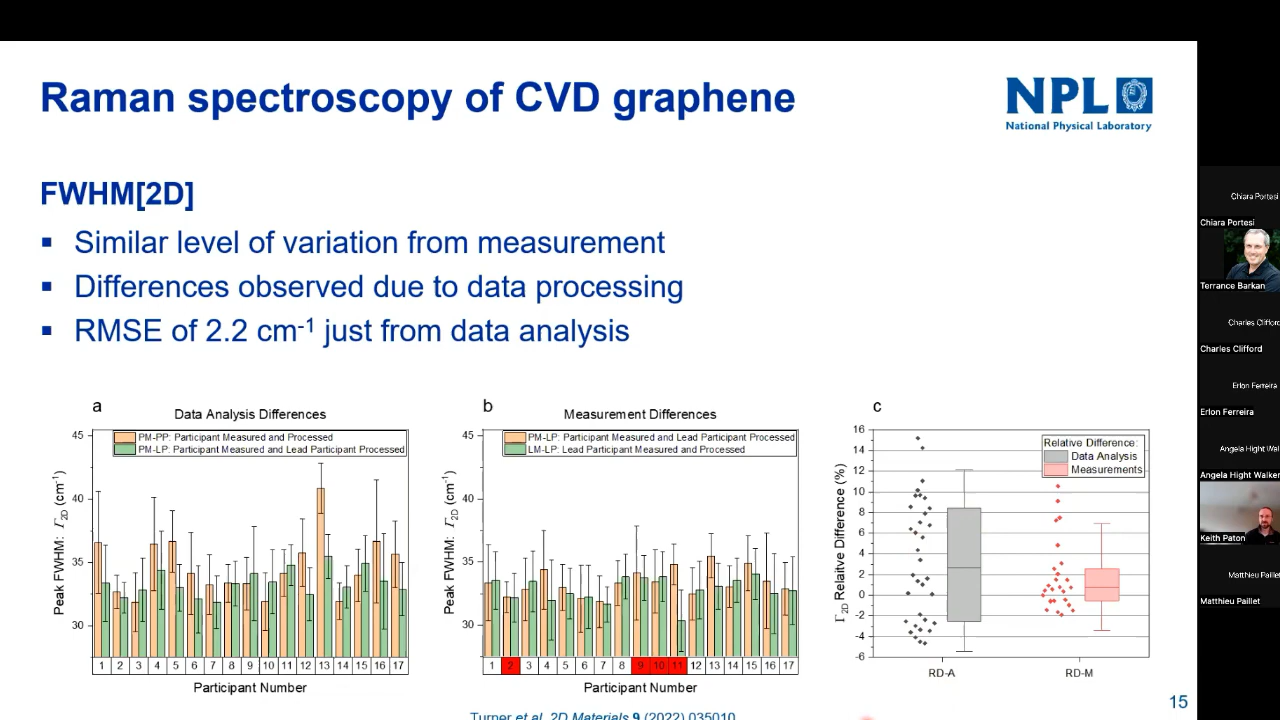 Raman spectroscopy of CVD graphene
NPL
National Physical Laboratory
FWHM[2D]
▪ Similar level of variation from measurement
▪ Differences observed due to data processing
▪ RMSE of 2.2 cm-1 just from data analysis
a
Data Analysis Differences
PM-PP: Participant Measured and Processed
PM-LP: Participant Measured and Lead Participant Processed
Peak FWHM: Γ2D (cm-1)
45
40
35
30
1 2 3 4 5 6 7 8 9 10 11 12 13 14 15 16 17
Participant Number
b
Measurement Differences
PM-LP: Participant Measured and Lead Participant Processed
LM-LP: Lead Participant Measured and Processed
Peak FWHM: Γ2D (cm-1)
45
40
35
30
1 2 3 4 5 6 7 8 9 10 11 12 13 14 15 16 17
Participant Number
c
Relative Difference:
Data Analysis
Measurements
Γ2D Relative Difference (%)
16
14
12
10
8
6
4
2
0
-2
-4
-6
RD-A RD-M
Turner et al. 2D Materials 9 (2022) 035010
15
Chiara Portesi
Chiara Portesi
Terrance Barkan
Charles Clifford
Charles Clifford
Erlon Ferreira
Erlon Ferreira
Angela Hight Wal
Angela Hight Walker
Keith Paton
Matthieu Paillet
Matthieu Paillet